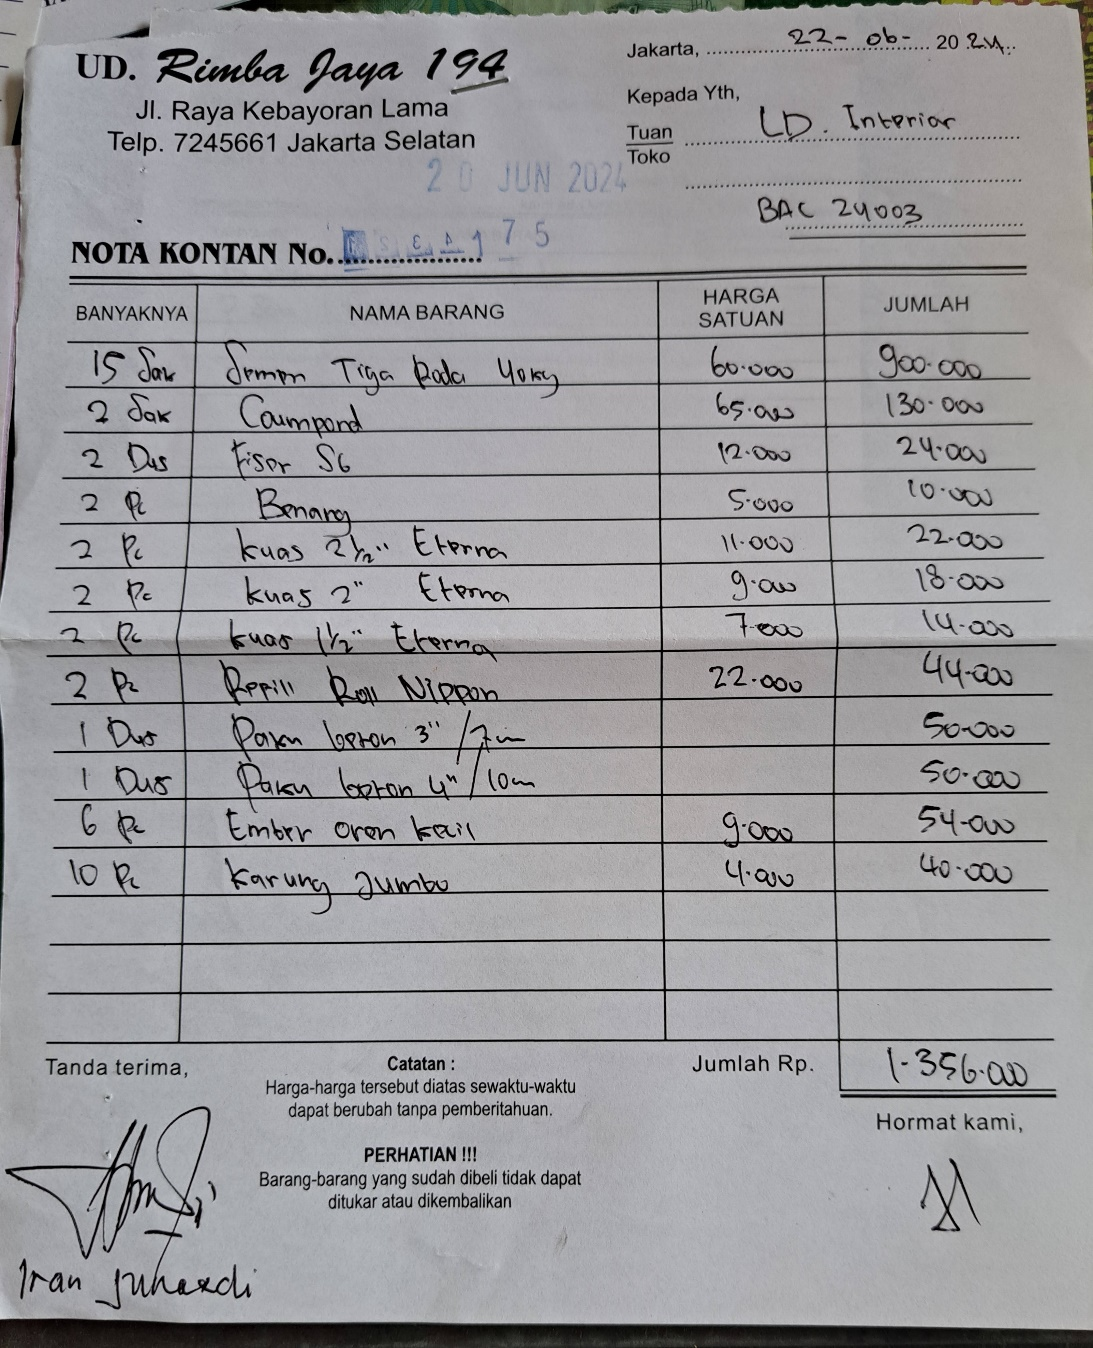 UD. Rimba Jaya 194
Jl. Raya Kebayoran Lama
Telp. 7245661 Jakarta Selatan
Jakarta, 22-06-2024
Kepada Yth,
Tuan LD. Interior
Toko
20 JUN 2024
BAC 24003
NOTA KONTAN No. 175
BANYAKNYA NAMA BARANG HARGA SATUAN JUMLAH
15 Sak Semen Tiga Roda 40kg 60.000 900.000
2 Sak Coumpond 65.000 130.000
2 Dus Fiser S6 12.000 24.000
2 Pc Benang 5.000 10.000
2 Pc kuas 2 1/2" Eterna 11.000 22.000
2 Pc kuas 2" Eterna 9.000 18.000
2 Pc kuas 1 1/2" Eterna 7.000 14.000
2 Pc Refill Roll Nippon 22.000 44.000
1 Dus Paku beton 3" / 7cm 50.000
1 Dus Paku beton 4" / 10cm 50.000
6 Pc Ember oren kecil 9.000 54.000
10 Pc Karung Jumbo 4.000 40.000
Jumlah Rp. 1.356.000
Tanda terima,
Catatan :
Harga-harga tersebut diatas sewaktu-waktu
dapat berubah tanpa pemberitahuan.
Hormat kami,
PERHATIAN !!!
Barang-barang yang sudah dibeli tidak dapat
ditukar atau dikembalikan